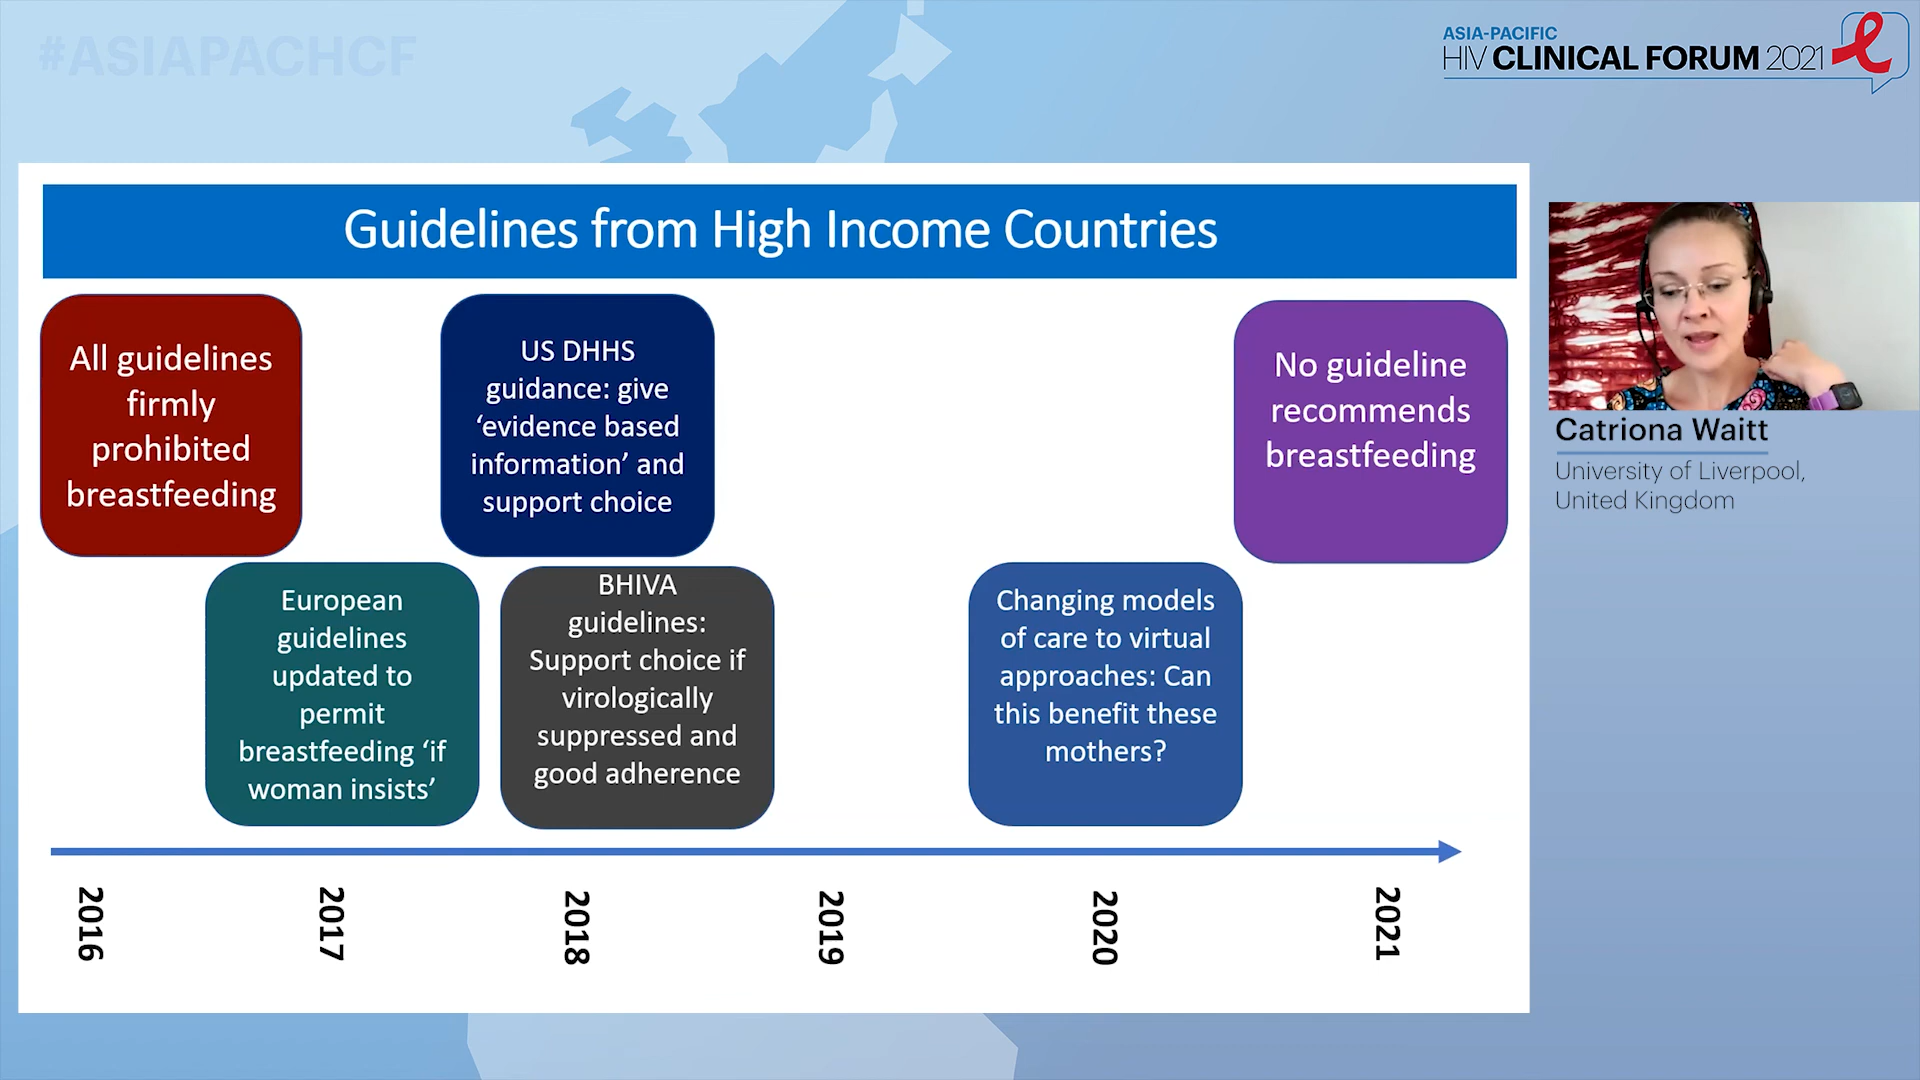 #ASIAPACHCF
ASIA-PACIFIC
HIV CLINICAL FORUM 2021
Guidelines from High Income Countries
All guidelines
firmly
prohibited
breastfeeding
US DHHS
guidance: give
‘evidence based
information’ and
support choice
No guideline
recommends
breastfeeding
European
guidelines
updated to
permit
breastfeeding ‘if
woman insists’
BHIVA
guidelines:
Support choice if
virologically
suppressed and
good adherence
Changing models
of care to virtual
approaches: Can
this benefit these
mothers?
2016
2017
2018
2019
2020
2021
Catriona Waitt
University of Liverpool,
United Kingdom